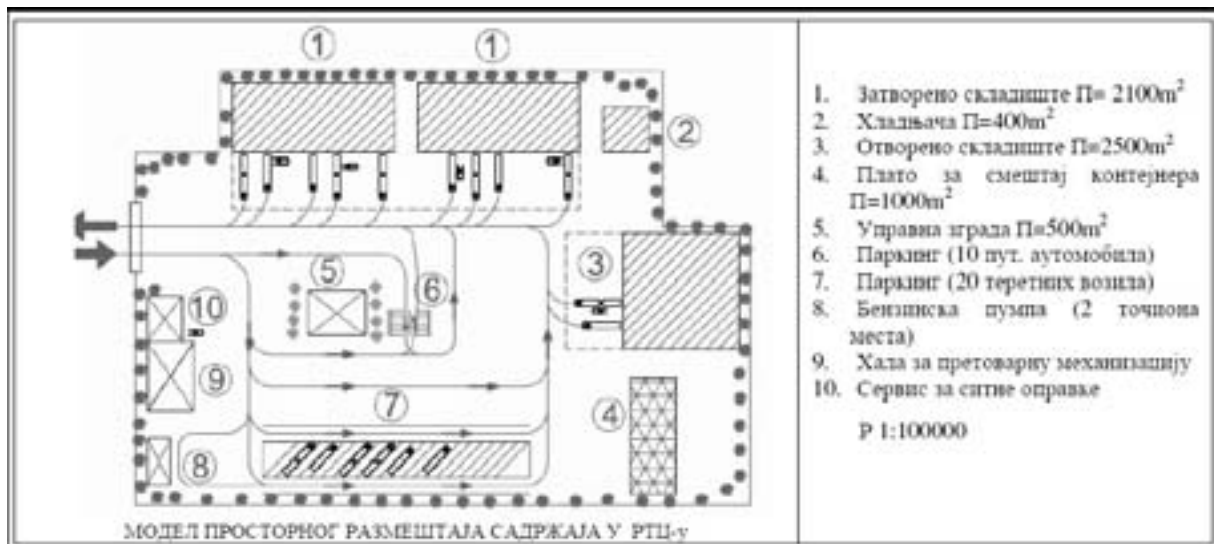 1
1
2
3
4
5
6
7
8
9
10
1. Затворено складиште П= 2100m²
2. Хладњача П=400m²
3. Отворено складиште П=2500m²
4. Плато за смештај контејнера
П=1000m²
5. Управна зграда П=500m²
6. Паркинг (10 пут. аутомобила)
7. Паркинг (20 теретних возила)
8. Бензинска пумпа (2 точиона
места)
9. Хала за претоварну механизацију
10. Сервис за ситне оправке
Р 1:100000
МОДЕЛ ПРОСТОРНОГ РАЗМЕШТАЈА САДРЖАЈА У РТЦ-у